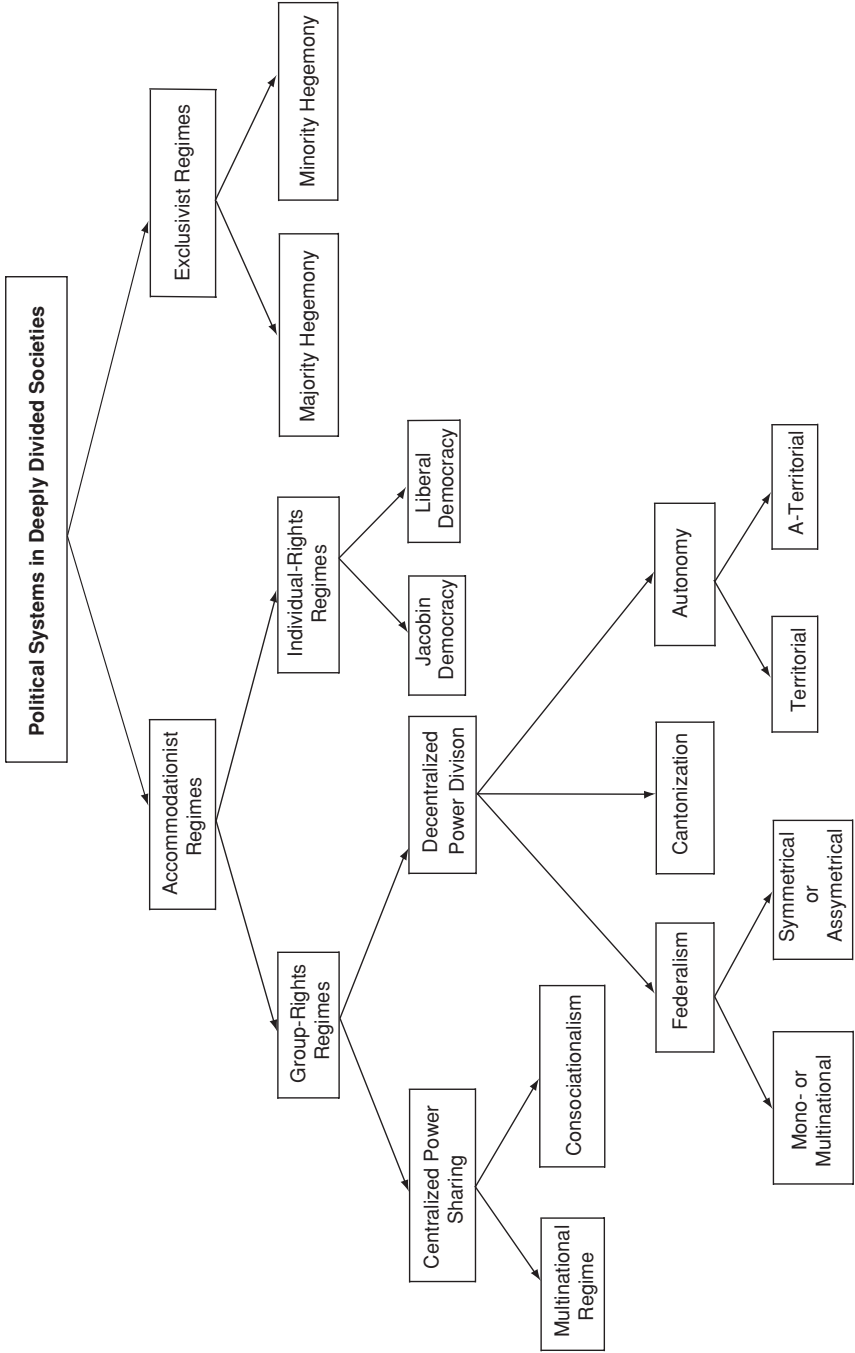 Political Systems in Deeply Divided Societies
Accommodationist
Regimes
Exclusivist Regimes
Group-Rights
Regimes
Individual-Rights
Regimes
Majority Hegemony
Minority Hegemony
Centralized Power
Sharing
Decentralized
Power Divison
Jacobin
Democracy
Liberal
Democracy
Multinational
Regime
Consociationalism
Federalism
Cantonization
Autonomy
Mono- or
Multinational
Symmetrical
or
Assymetrical
Territorial
A-Territorial